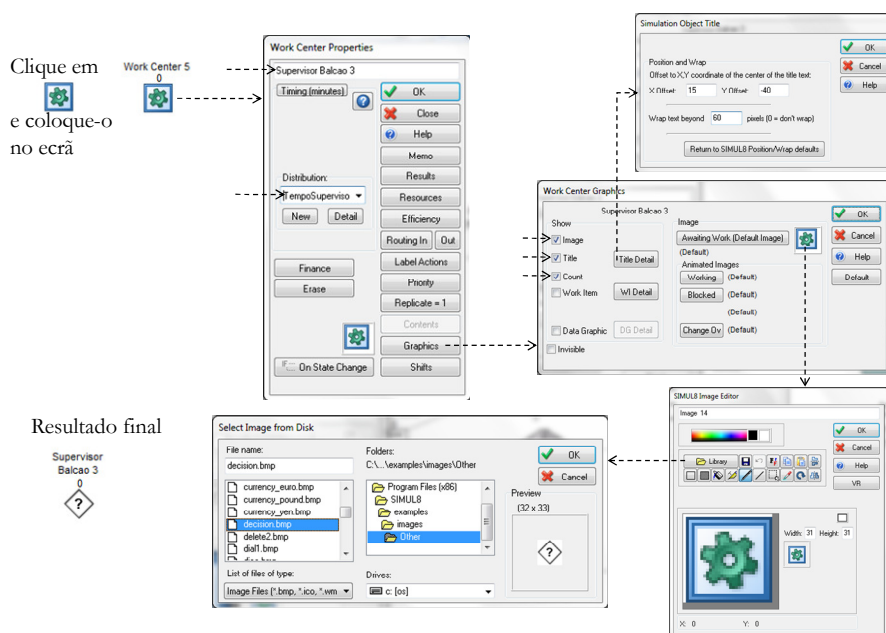 Clique em
e coloque-o
no ecrã
Work Center 5
0
Work Center Properties
Supervisor Balcao 3
Timing (minutes)
OK
Close
Help
Memo
Distribution:
Results
TempoSuperviso
Resources
New
Detail
Efficiency
Routing In
Out
Label Actions
Finance
Priority
Erase
Replicate = 1
Contents
Graphics
On State Change
Shifts
Simulation Object Title
OK
Cancel
Help
Position and Wrap
Offset to X,Y coordinate of the center of the title text:
X Offset: 15 Y Offset: -40
Wrap text beyond 60 pixels (0 = don't wrap)
Return to SIMUL8 Position/Wrap defaults
Work Center Graphics
Supervisor Balcao 3
Show
Image
Title
Title Detail
Count
Work Item
WI Detail
Data Graphic
DG Detail
Invisible
Image
Awaiting Work (Default Image)
(Default)
Animated Images
Working (Default)
Blocked (Default)
(Default)
Change Ov (Default)
OK
Cancel
Help
Default
SIMUL8 Image Editor
Image 14
OK
Cancel
Library
Help
VR
Width: 31 Height: 31
X: 0 Y: 0
Resultado final
Supervisor
Balcao 3
0
?
Select Image from Disk
File name:
decision.bmp
currency_euro.bmp
currency_pound.bmp
currency_yen.bmp
decision.bmp
delete2.bmp
dial1.bmp
List of files of type:
Image Files (*.bmp, *.ico, *.wm
Folders:
C:\...\examples\images\Other
Program Files (x86)
SIMUL8
examples
images
Other
Drives:
c: [os]
OK
Cancel
Preview
(32 x 33)
?